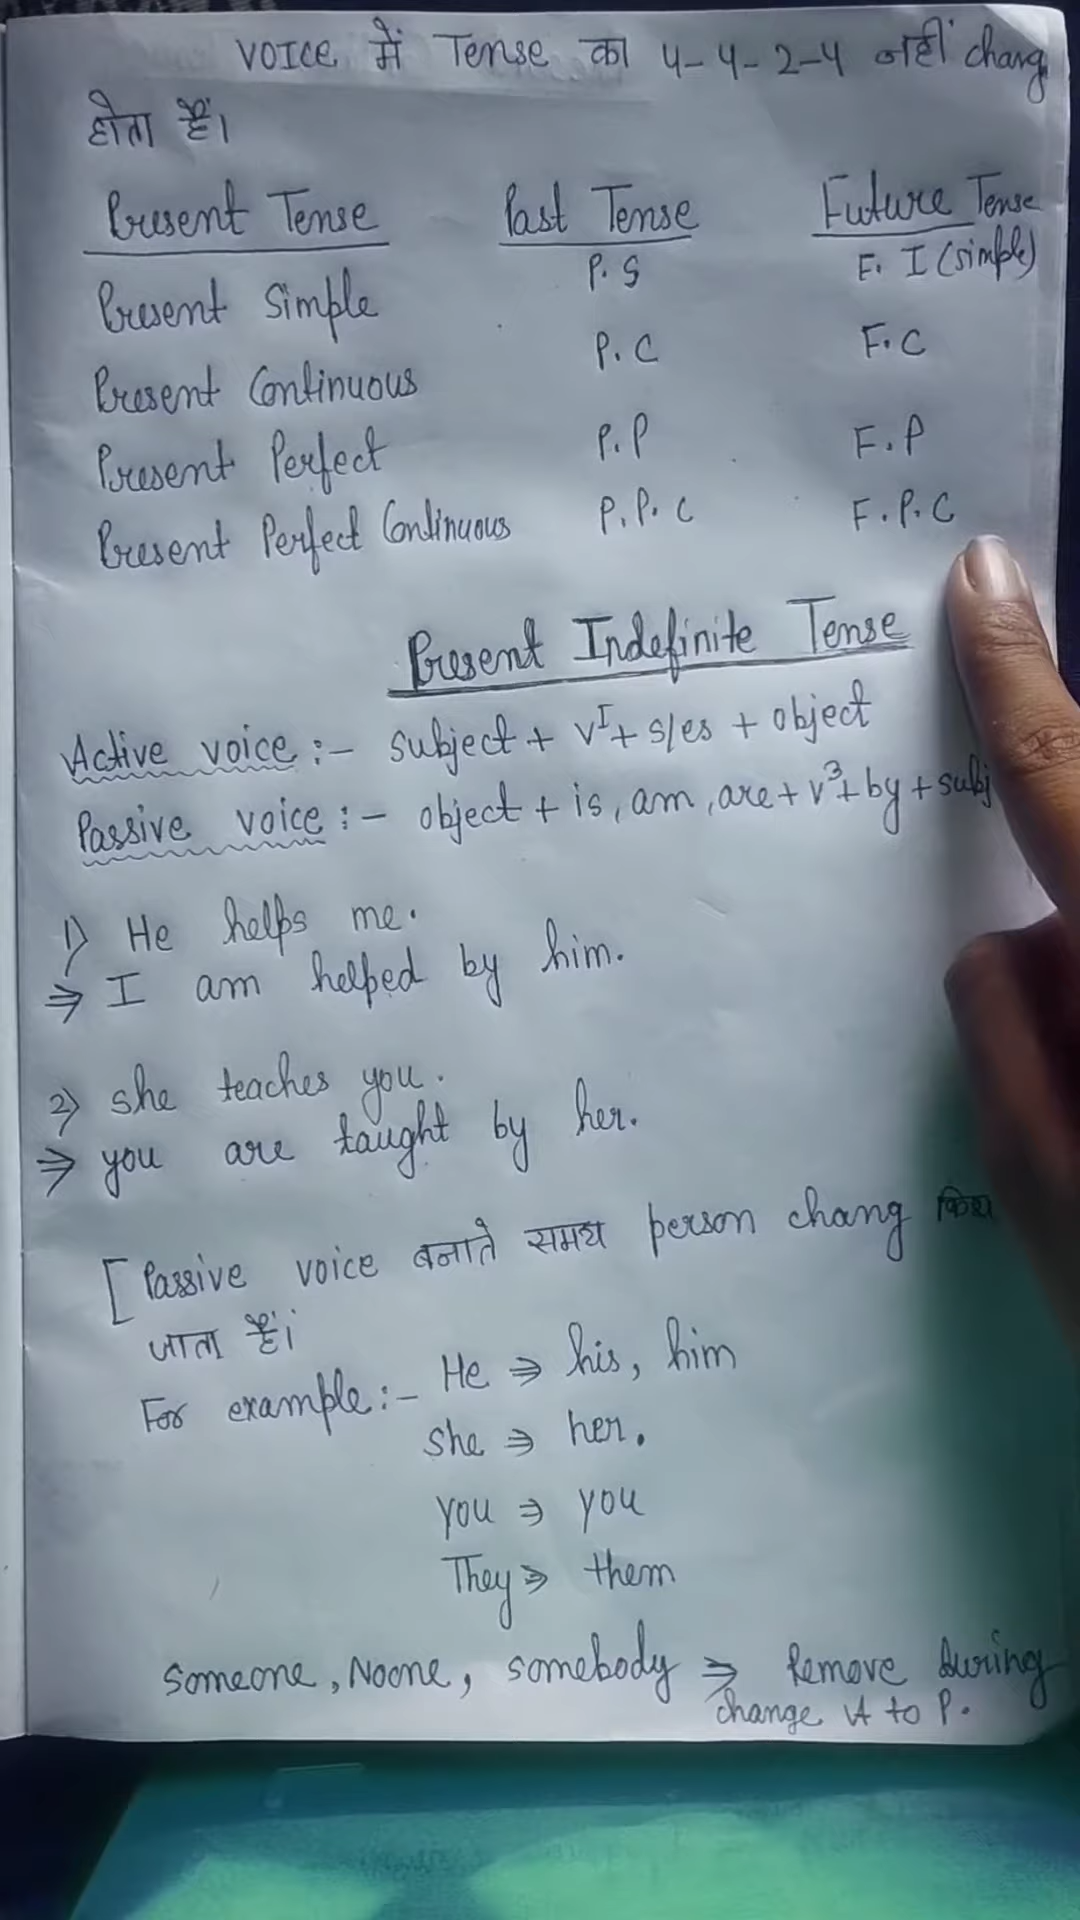 VOICE में Tense का 4-4-2-4 नहीं chang
होता हैं।
Present Tense Past Tense Future Tense
Present Simple P.S F.I (simple)
Present Continuous P.C F.C
Present Perfect P.P F.P
Present Perfect Continuous P.P.C F.P.C
Present Indefinite Tense
Active voice :- subject + v^I + s/es + object
Passive voice :- object + is, am, are + v³ + by + subj
1) He helps me.
⇒ I am helped by him.
2) she teaches you.
⇒ you are taught by her.
[Passive voice बनाते समय person chang
जाता हैं।
For example :- He ⇒ his, him
she ⇒ her.
you ⇒ you
They ⇒ them
someone, Noone, somebody ⇒ Remove during
change A to P.